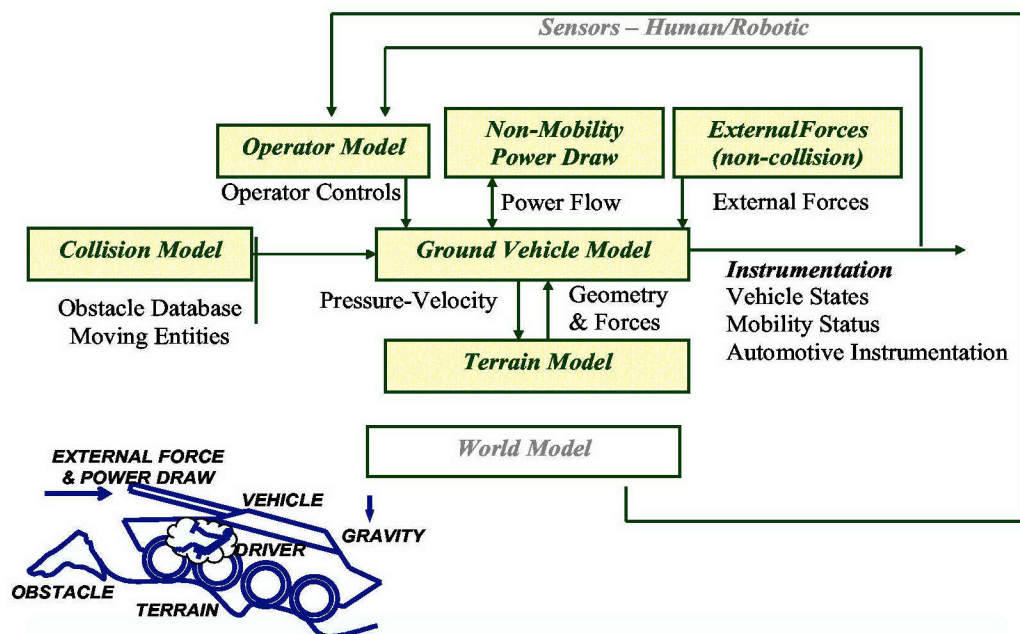 Sensors – Human/Robotic
Operator Model
Non-Mobility
Power Draw
ExternalForces
(non-collision)
Operator Controls
Power Flow
External Forces
Collision Model
Ground Vehicle Model
Obstacle Database
Moving Entities
Pressure-Velocity
Geometry
& Forces
Instrumentation
Vehicle States
Mobility Status
Automotive Instrumentation
Terrain Model
World Model
EXTERNAL FORCE
& POWER DRAW
VEHICLE
GRAVITY
DRIVER
OBSTACLE
TERRAIN